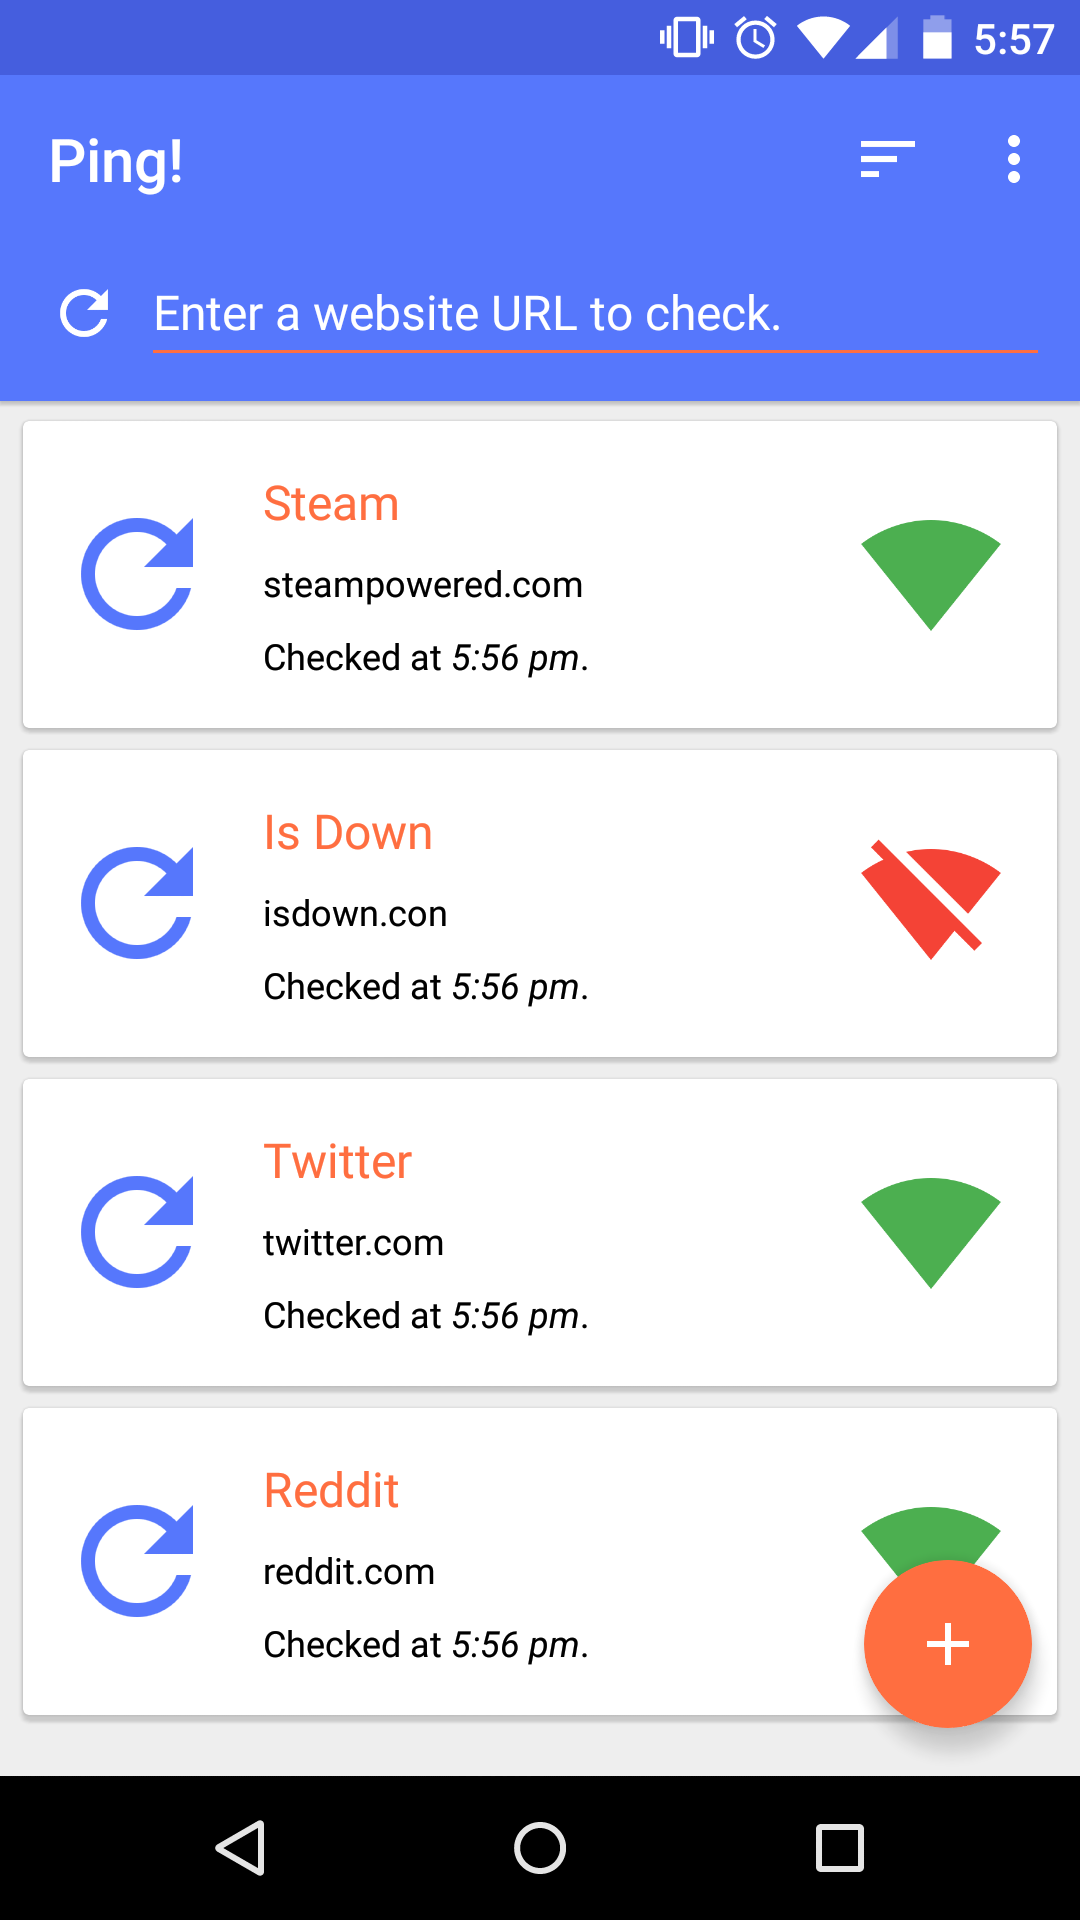 5:57
Ping!
Enter a website URL to check.
Steam
steampowered.com
Checked at 5:56 pm.
Is Down
isdown.con
Checked at 5:56 pm.
Twitter
twitter.com
Checked at 5:56 pm.
Reddit
reddit.com
Checked at 5:56 pm.